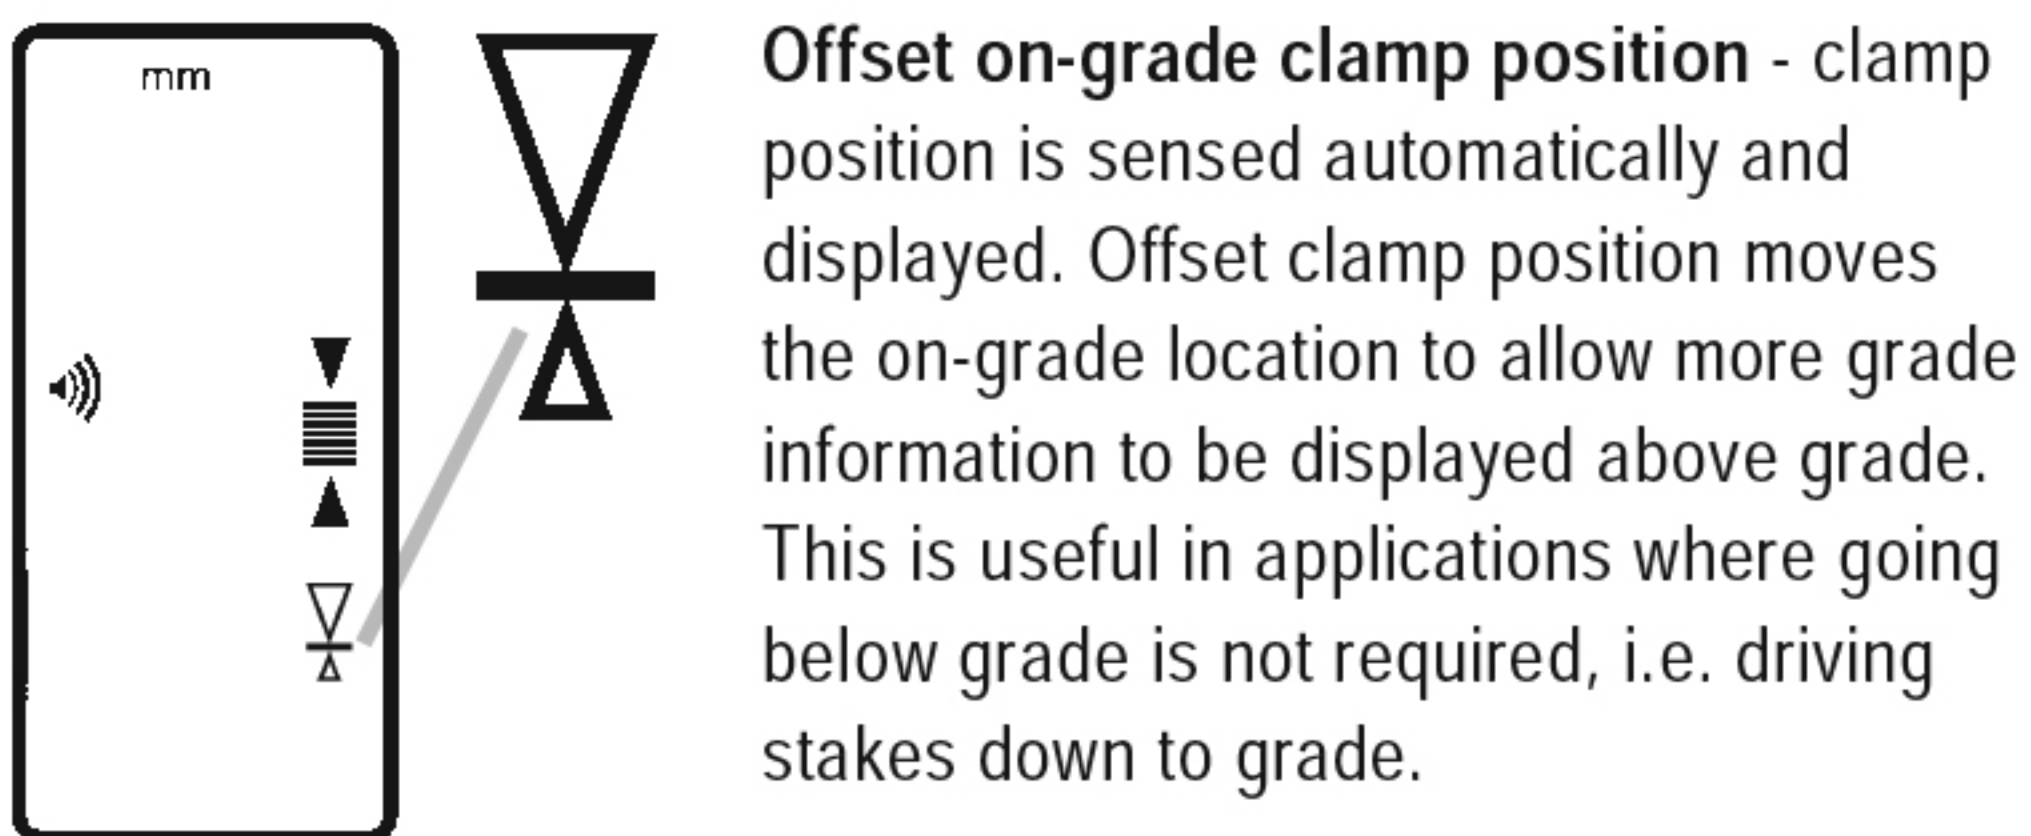 mm
Offset on-grade clamp position - clamp
position is sensed automatically and
displayed. Offset clamp position moves
the on-grade location to allow more grade
information to be displayed above grade.
This is useful in applications where going
below grade is not required, i.e. driving
stakes down to grade.